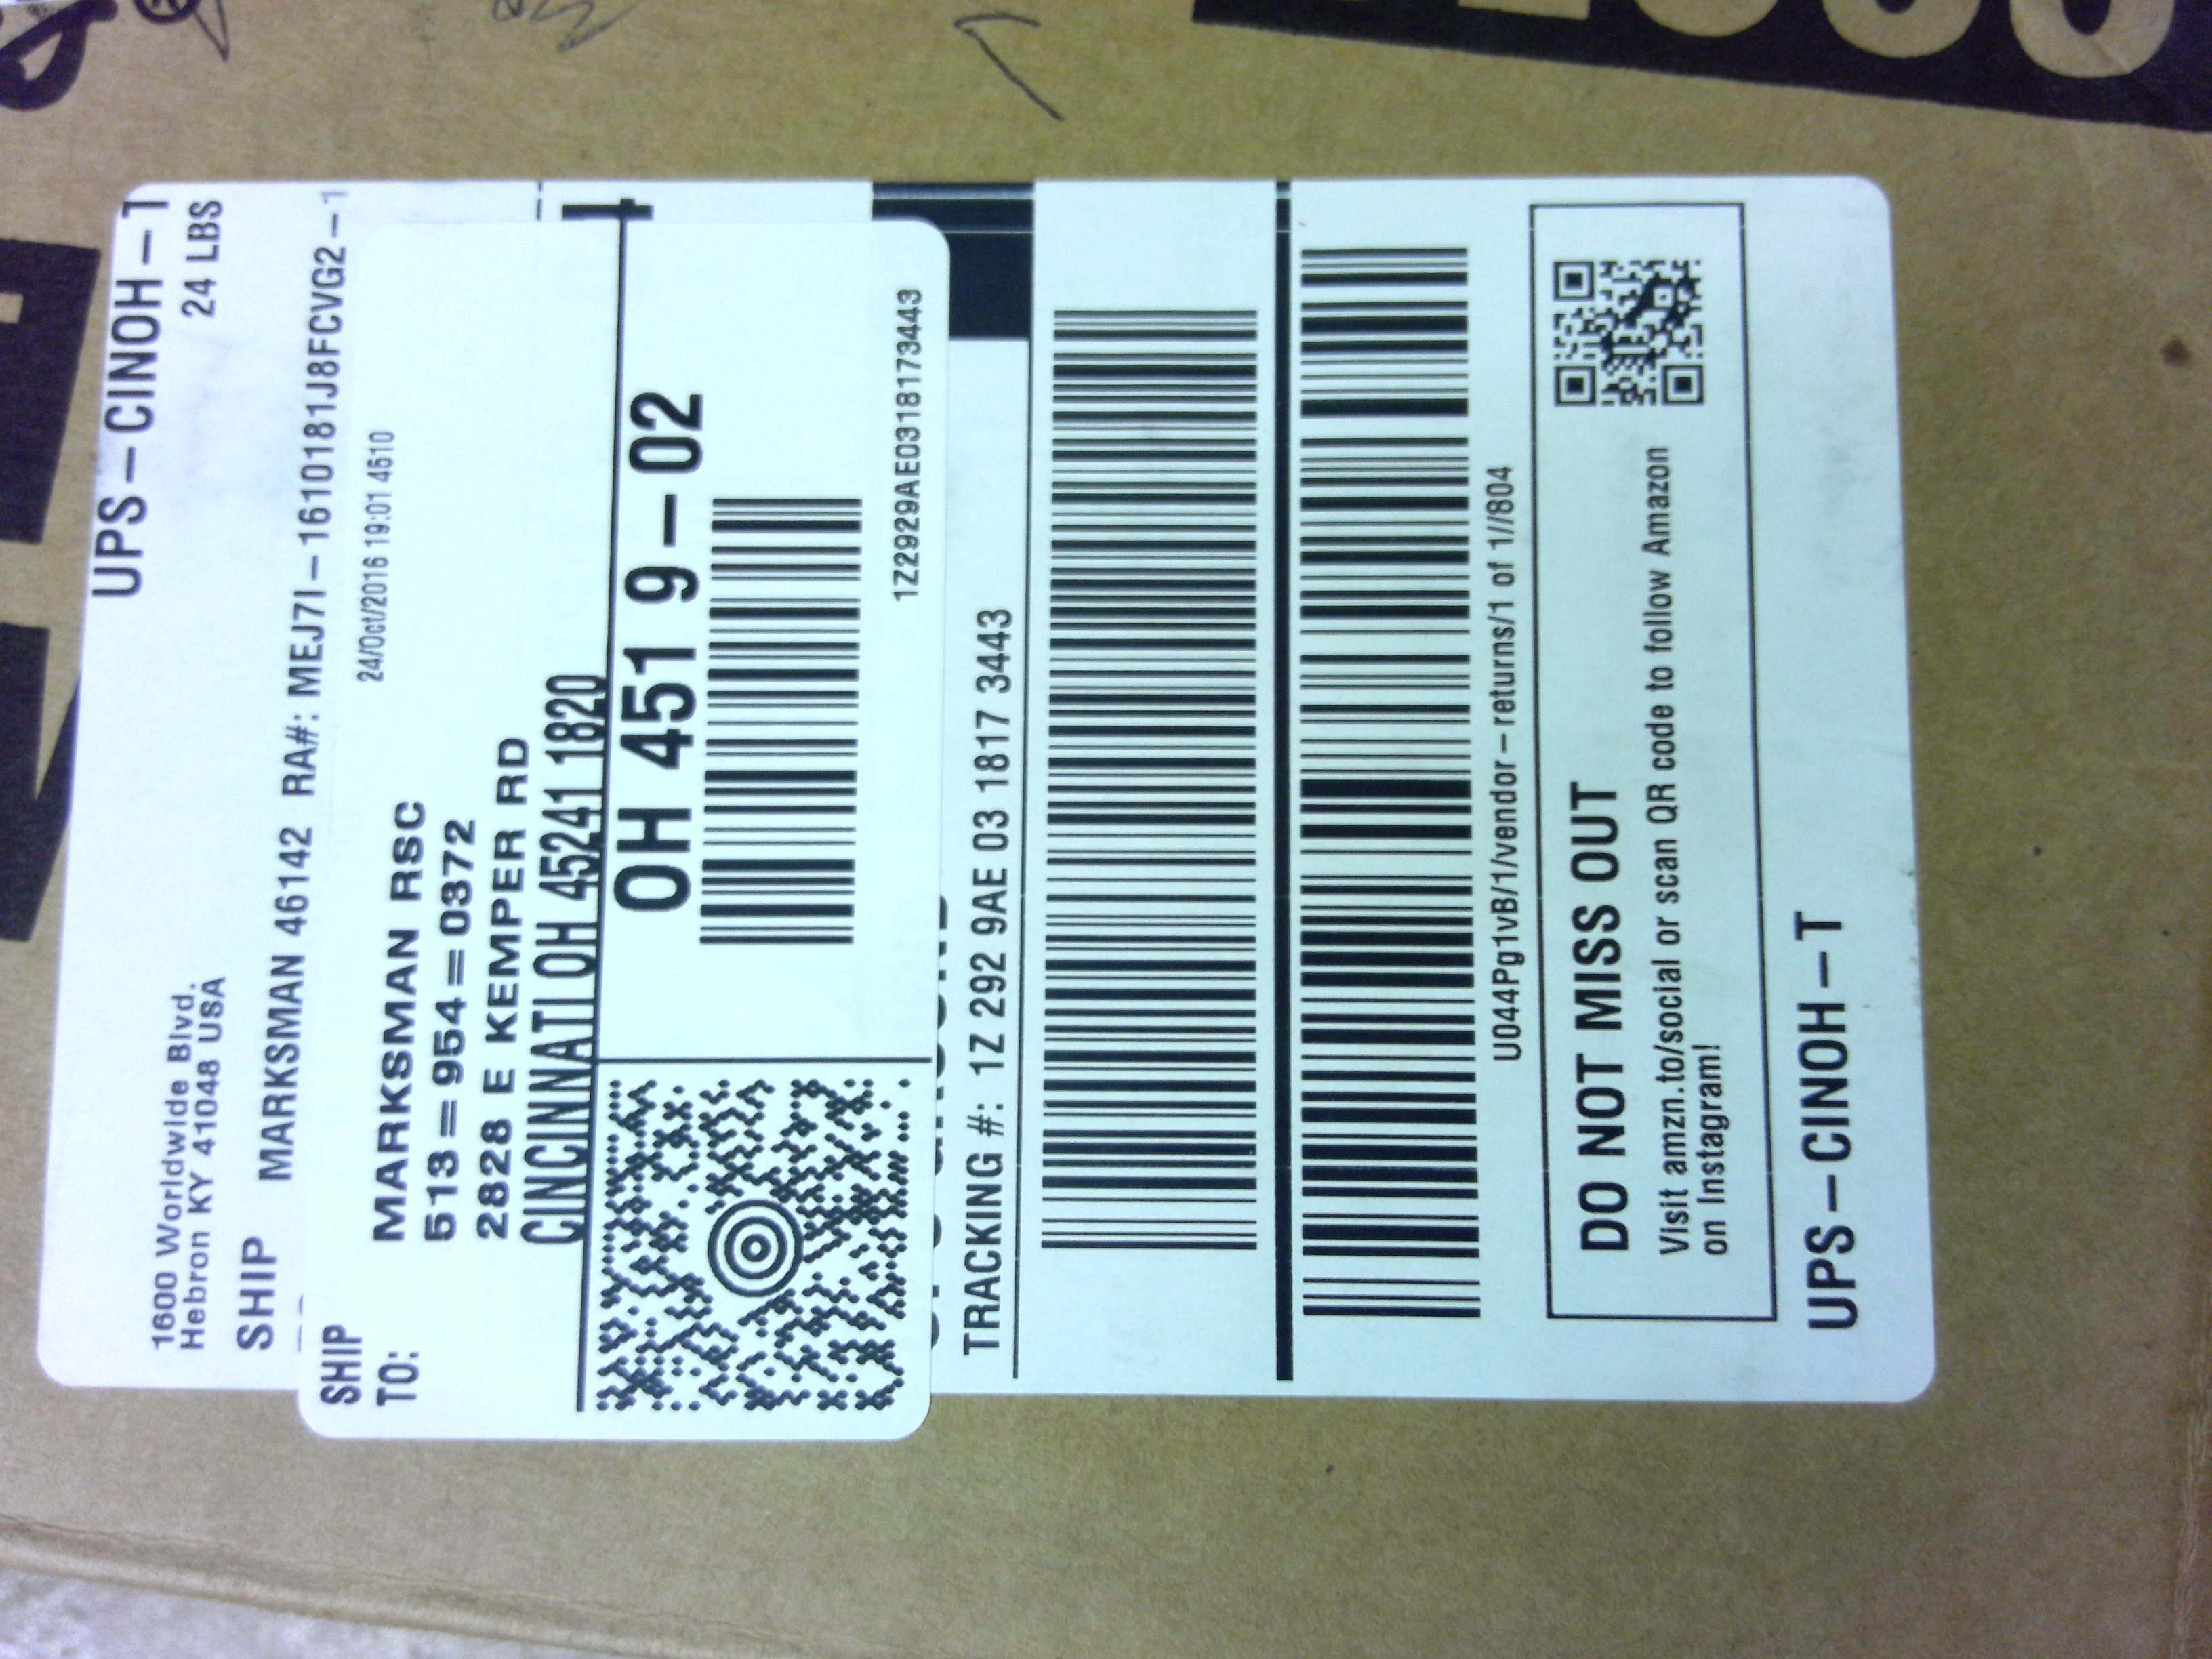 UPS-CINOH-T
24 LBS
1600 Worldwide Blvd.
Hebron KY 41048 USA
SHIP MARKSMAN 46142 RA#: MEJ7I-1610181J8FCVG2-1
24/Oct/2016 19:01 4610
SHIP
TO:
MARKSMAN RSC
513=954=0372
2828 E KEMPER RD
CINCINNATI OH 45241 1820
OH 451 9-02
1Z2929AE0318173443
TRACKING #: 1Z 292 9AE 03 1817 3443
U044Pg1vB/1/vendor-returns/1 of 1//804
DO NOT MISS OUT
Visit amzn.to/social or scan QR code to follow Amazon
on Instagram!
UPS-CINOH-T